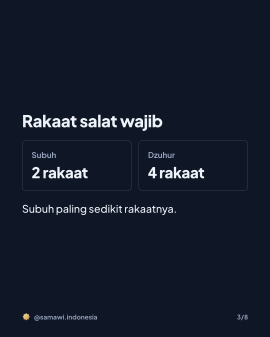 Rakaat salat wajib
Subuh
2 rakaat
Dzuhur
4 rakaat
Subuh paling sedikit rakaatnya.
@samawi.indonesia
3/8